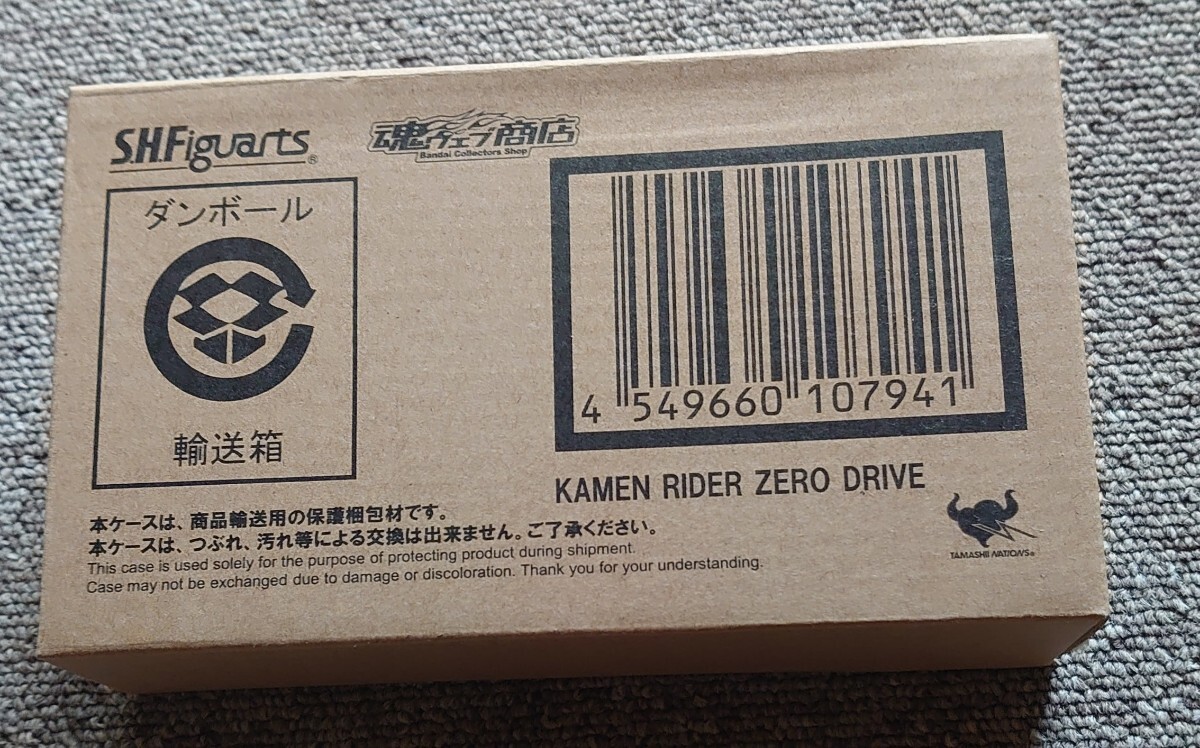 S.H.Figuarts®
魂ウェブ商店
Bandai Collectors Shop
ダンボール
輸送箱
4 549660 107941
KAMEN RIDER ZERO DRIVE
TAMASHII NATIONS®
本ケースは、商品輸送用の保護梱包材です。
本ケースは、つぶれ、汚れ等による交換は出来ません。ご了承ください。
This case is used solely for the purpose of protecting product during shipment.
Case may not be exchanged due to damage or discoloration. Thank you for your understanding.